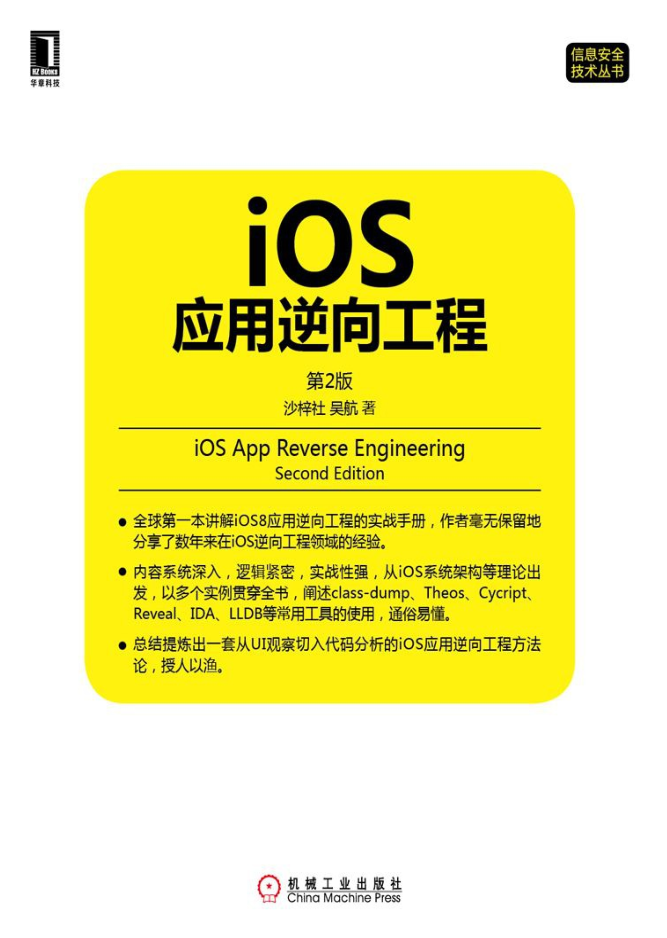 HZ Books
华章科技
信息安全
技术丛书
iOS
应用逆向工程
第2版
沙梓社 吴航 著
iOS App Reverse Engineering
Second Edition
● 全球第一本讲解iOS8应用逆向工程的实战手册，作者毫无保留地
分享了数年来在iOS逆向工程领域的经验。
● 内容系统深入，逻辑紧密，实战性强，从iOS系统架构等理论出
发，以多个实例贯穿全书，阐述class-dump、Theos、Cycript、
Reveal、IDA、LLDB等常用工具的使用，通俗易懂。
● 总结提炼出一套从UI观察切入代码分析的iOS应用逆向工程方法
论，授人以渔。
机械工业出版社
China Machine Press